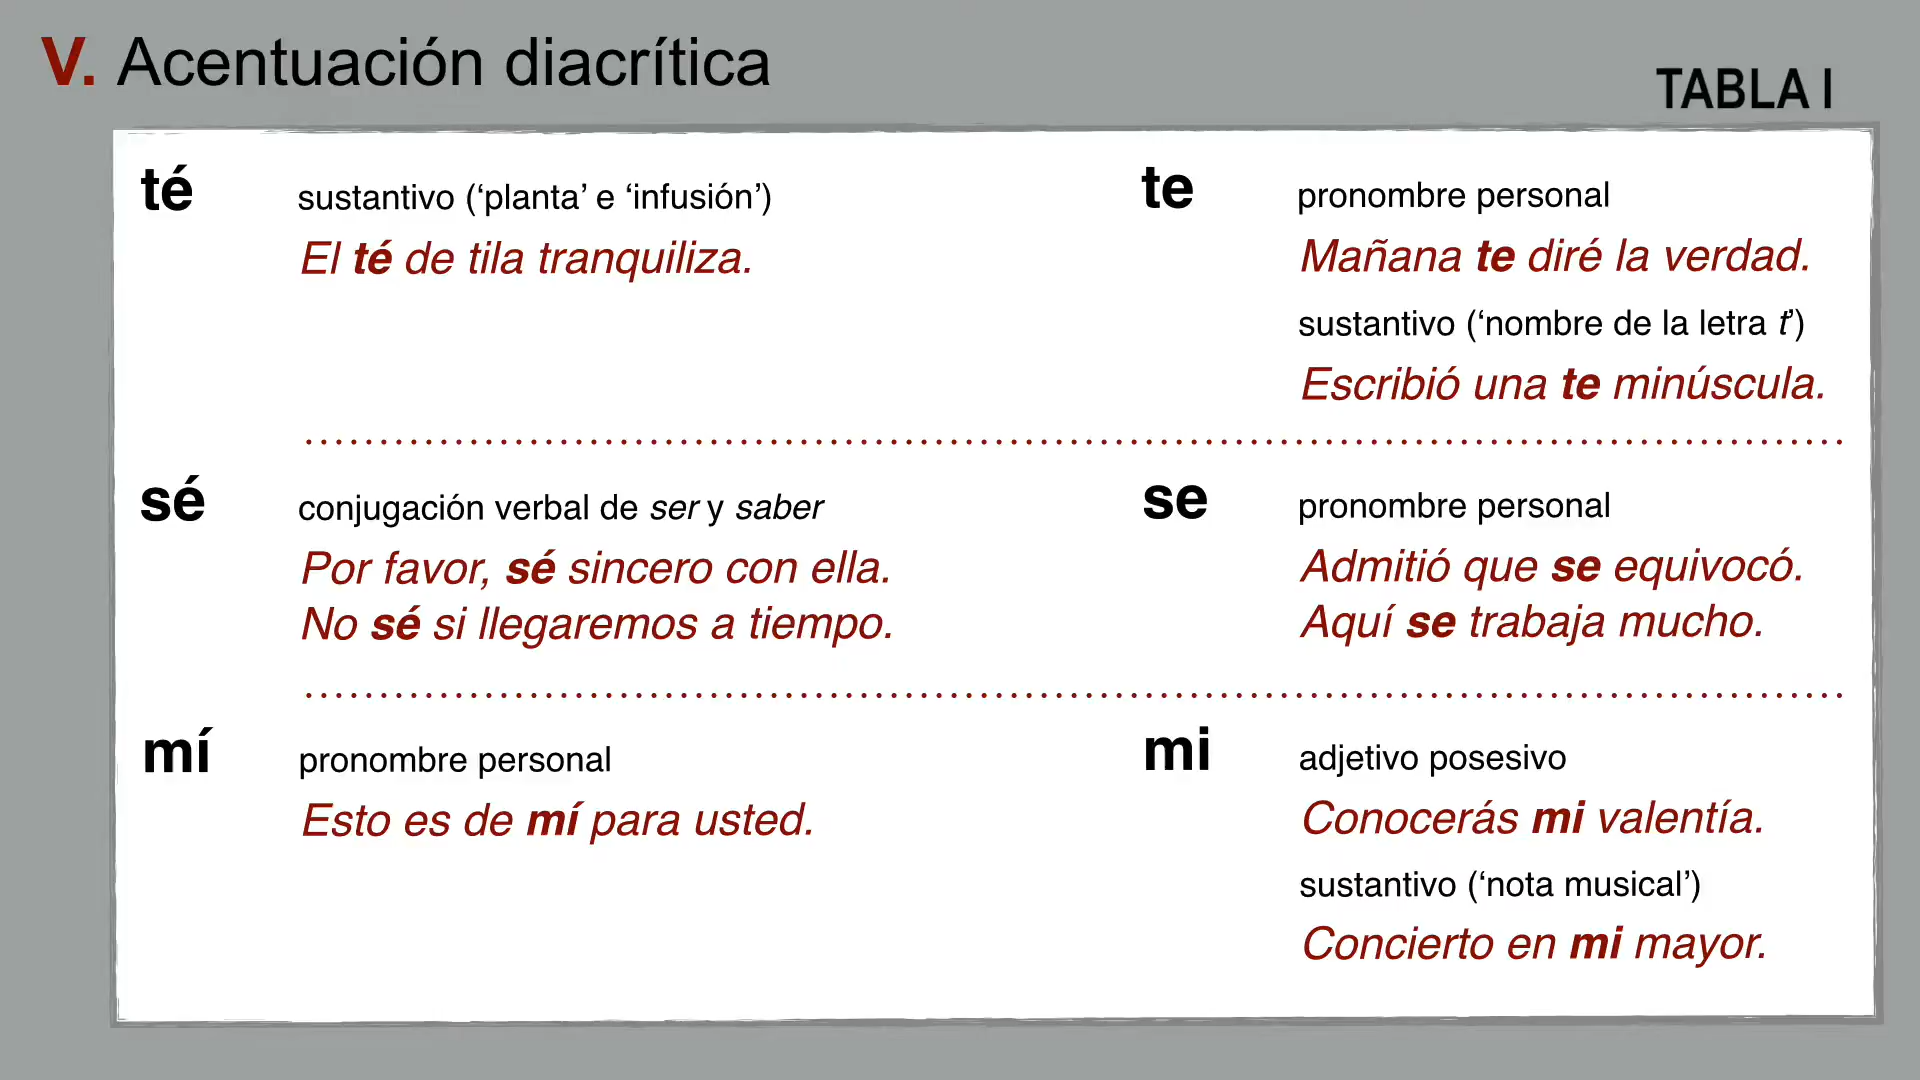 V. Acentuación diacrítica
TABLA I
té
sustantivo (‘planta’ e ‘infusión’)
El té de tila tranquiliza.
te
pronombre personal
Mañana te diré la verdad.
sustantivo (‘nombre de la letra t’)
Escribió una te minúscula.
sé
conjugación verbal de ser y saber
Por favor, sé sincero con ella.
No sé si llegaremos a tiempo.
se
pronombre personal
Admitió que se equivocó.
Aquí se trabaja mucho.
mí
pronombre personal
Esto es de mí para usted.
mi
adjetivo posesivo
Conocerás mi valentía.
sustantivo (‘nota musical’)
Concierto en mi mayor.